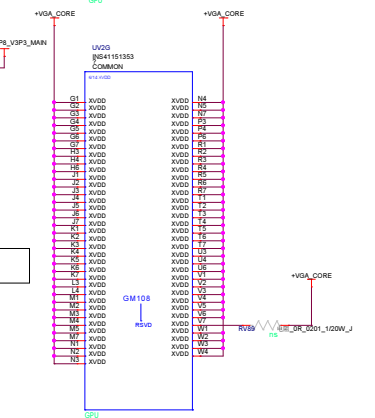 GPU
+VGA_CORE
+VGA_CORE
P8_V3P3_MAIN
UV2G
INS41151353
COMMON
G1 XVDD XVDD N4
G2 XVDD XVDD N5
G3 XVDD XVDD N7
G4 XVDD XVDD P3
G5 XVDD XVDD P4
G6 XVDD XVDD P6
G7 XVDD XVDD R1
H3 XVDD XVDD R2
H4 XVDD XVDD R3
H6 XVDD XVDD R4
J1 XVDD XVDD R5
J2 XVDD XVDD R6
J3 XVDD XVDD R7
J4 XVDD XVDD T1
J5 XVDD XVDD T2
J6 XVDD XVDD T3
J7 XVDD XVDD T4
K1 XVDD XVDD T5
K2 XVDD XVDD T6
K3 XVDD XVDD T7
K4 XVDD XVDD U3
K5 XVDD XVDD U4
K6 XVDD XVDD U6
K7 XVDD XVDD V1
L3 XVDD XVDD V2
L4 XVDD XVDD V3
M1 XVDD XVDD V4
M2 XVDD XVDD V5
M3 XVDD XVDD V6
M4 XVDD XVDD V7
M5 XVDD XVDD W1
M7 XVDD XVDD W2
N1 XVDD XVDD W3
N2 XVDD XVDD W4
N3 XVDD
GM108
RSVD
+VGA_CORE
_0R_0201_1/20W_J
ns
GPU